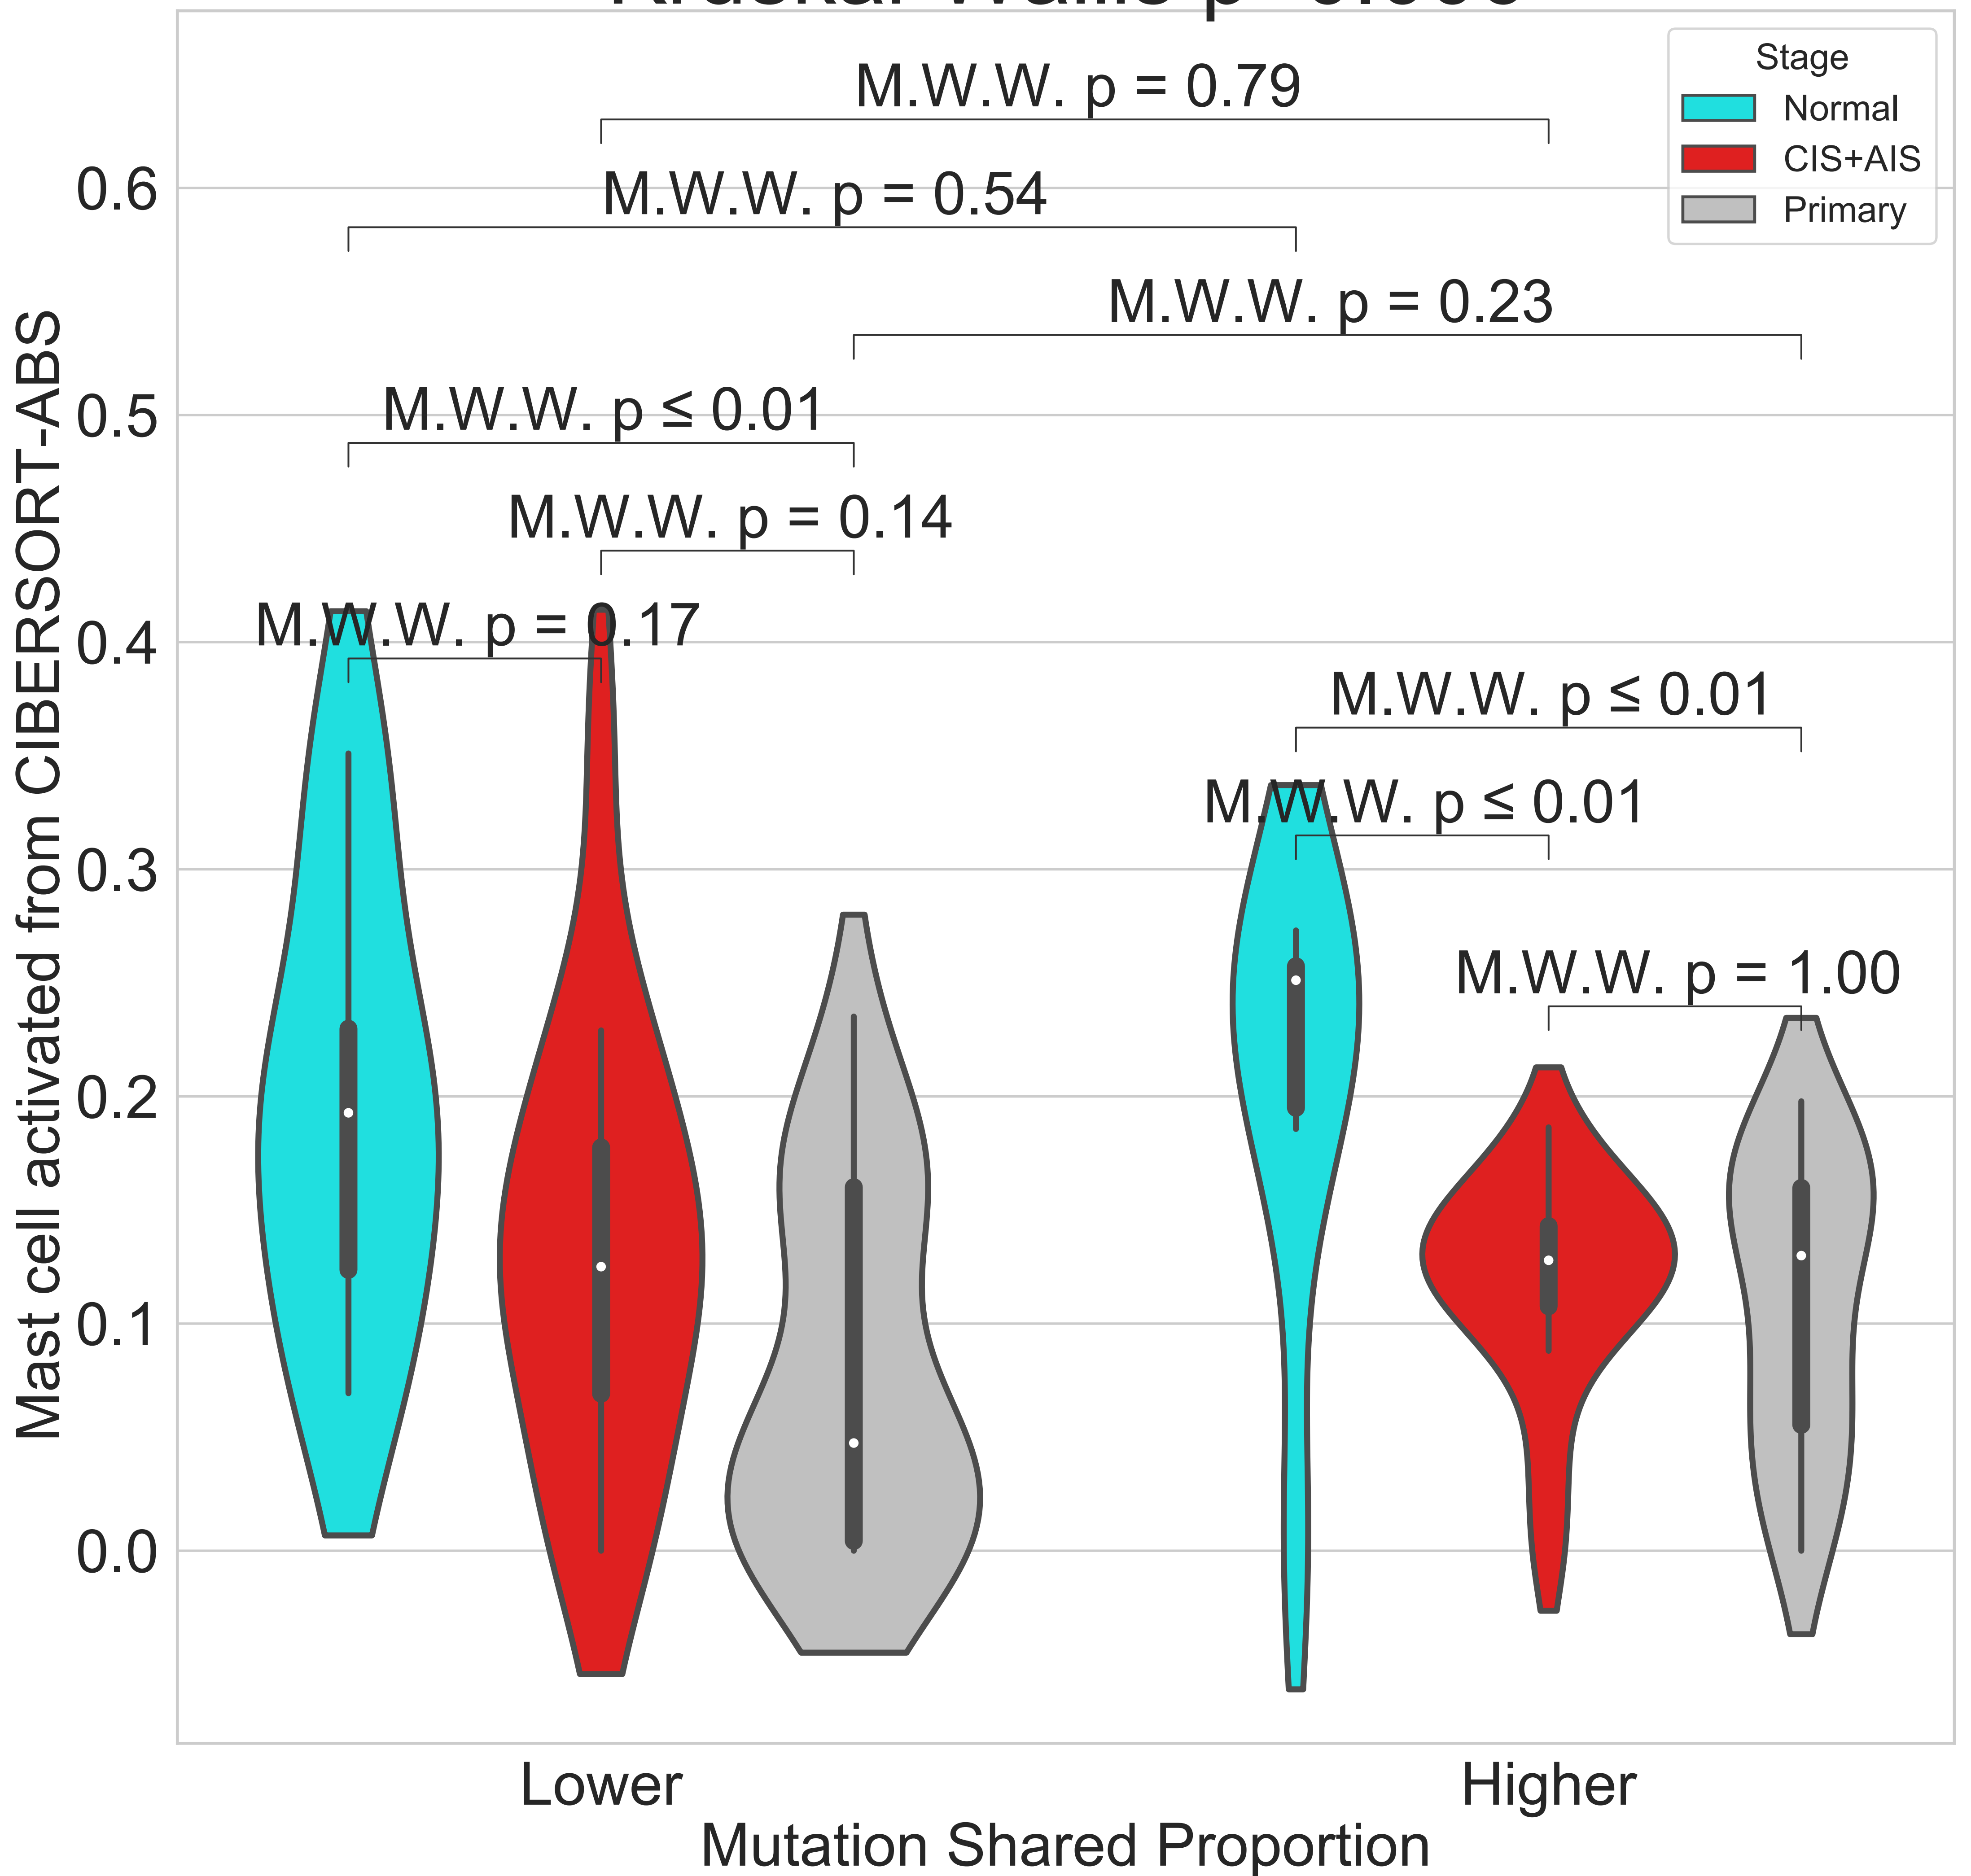 Stage
Normal
CIS+AIS
Primary
M.W.W. p = 0.79
M.W.W. p = 0.54
M.W.W. p = 0.23
M.W.W. p ≤ 0.01
M.W.W. p = 0.14
M.W.W. p = 0.17
M.W.W. p ≤ 0.01
M.W.W. p ≤ 0.01
M.W.W. p = 1.00
Mast cell activated from CIBERSORT-ABS
0.6
0.5
0.4
0.3
0.2
0.1
0.0
Lower
Higher
Mutation Shared Proportion